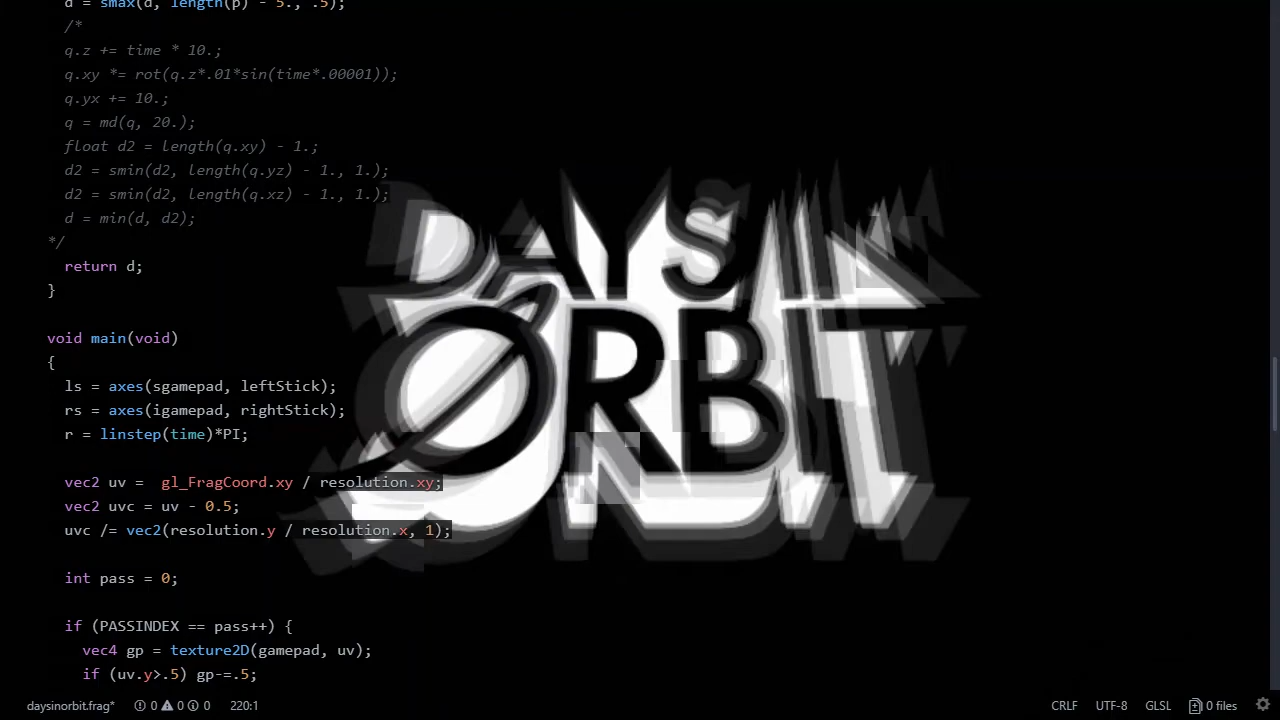 d = smax(d, length(p) - 5., .5);
/*
q.z += time * 10.;
q.xy *= rot(q.z*.01*sin(time*.00001));
q.yx += 10.;
q = md(q, 20.);
float d2 = length(q.xy) - 1.;
d2 = smin(d2, length(q.yz) - 1., 1.);
d2 = smin(d2, length(q.xz) - 1., 1.);
d = min(d, d2);
*/
return d;
}
DAYS IN
ORBIT
void main(void)
{
ls = axes(sgamepad, leftStick);
rs = axes(igamepad, rightStick);
r = linstep(time)*PI;
vec2 uv =  gl_FragCoord.xy / resolution.xy;
vec2 uvc = uv - 0.5;
uvc /= vec2(resolution.y / resolution.x, 1);
int pass = 0;
if (PASSINDEX == pass++) {
vec4 gp = texture2D(gamepad, uv);
if (uv.y>.5) gp-=.5;
daysinorbit.frag* 0 0 0 220:1 CRLF UTF-8 GLSL 0 files